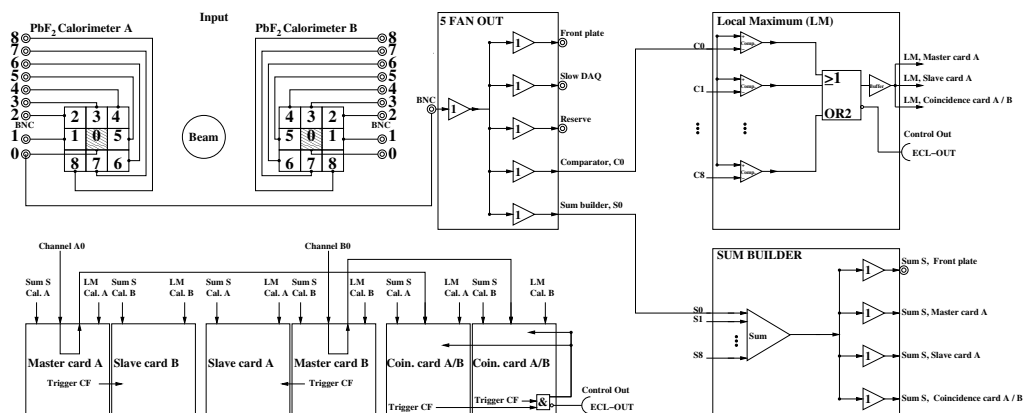 Input
PbF2 Calorimeter A
8
7
6
5
4
3
2
BNC
1
0
2 3 4
1 0 5
8 7 6
Beam
PbF2 Calorimeter B
4 3 2
5 0 1
6 7 8
8
7
6
5
4
3
2
BNC
1
0
5 FAN OUT
BNC
1
1
Front plate
1
Slow DAQ
1
Reserve
1
Comparator, C0
1
Sum builder, S0
Local Maximum (LM)
C0
+
Comp.
−
C1
+
Comp.
−
C8
+
Comp.
−
≥1
OR2
Buffer
LM, Master card A
LM, Slave card A
LM, Coincidence card A / B
Control Out
ECL−OUT
Channel A0
Channel B0
Sum S
Cal. A
LM
Cal. A
Sum S
Cal. B
LM
Cal. B
Sum S
Cal. A
LM
Cal. A
Sum S
Cal. B
LM
Cal. B
Sum S
Cal. A
LM
Cal. A
Sum S
Cal. B
LM
Cal. B
Master card A
Slave card B
Slave card A
Master card B
Coin. card A/B
Coin. card A/B
Trigger CF
Trigger CF
Trigger CF
Trigger CF
&
Control Out
ECL−OUT
SUM BUILDER
S0
S1
S8
Sum
1
Sum S, Front plate
1
Sum S, Master card A
1
Sum S, Slave card A
1
Sum S, Coincidence card A / B